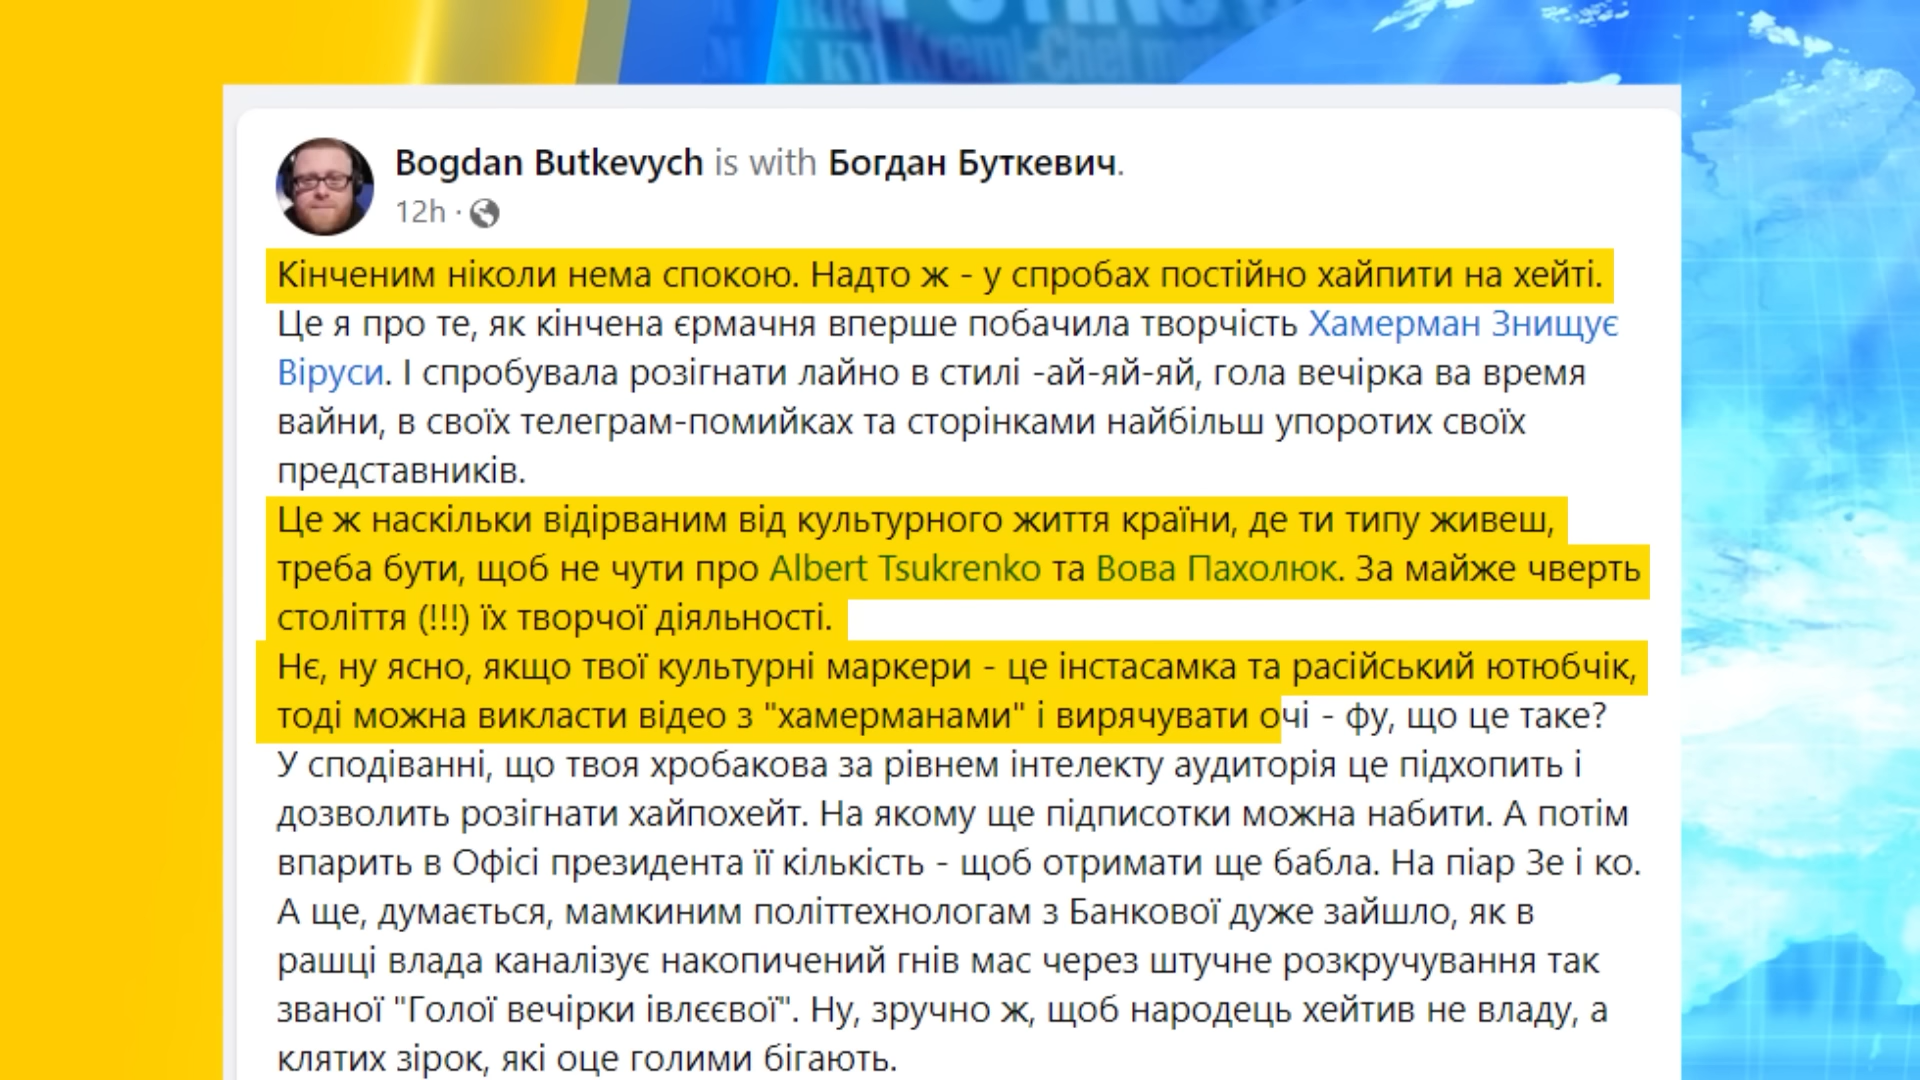 Kreml-Chef
Bogdan Butkevych is with Богдан Буткевич.
12h ·
Кінченим ніколи нема спокою. Надто ж - у спробах постійно хайпити на хейті.
Це я про те, як кінчена єрмачня вперше побачила творчість Хамерман Знищує
Віруси. І спробувала розігнати лайно в стилі -ай-яй-яй, гола вечірка ва время
вайни, в своїх телеграм-помийках та сторінками найбільш упоротих своїх
представників.
Це ж наскільки відірваним від культурного життя країни, де ти типу живеш,
треба бути, щоб не чути про Albert Tsukrenko та Вова Пахолюк. За майже чверть
століття (!!!) їх творчої діяльності.
Нє, ну ясно, якщо твої культурні маркери - це інстасамка та расійський ютюбчік,
тоді можна викласти відео з "хамерманами" і вирячувати очі - фу, що це таке?
У сподіванні, що твоя хробакова за рівнем інтелекту аудиторія це підхопить і
дозволить розігнати хайпохейт. На якому ще підписотки можна набити. А потім
впарить в Офісі президента її кількість - щоб отримати ще бабла. На піар Зе і ко.
А ще, думається, мамкиним політтехнологам з Банкової дуже зайшло, як в
рашці влада каналізує накопичений гнів мас через штучне розкручування так
званої "Голої вечірки івлєєвої". Ну, зручно ж, щоб народець хейтив не владу, а
клятих зірок, які оце голими бігають.